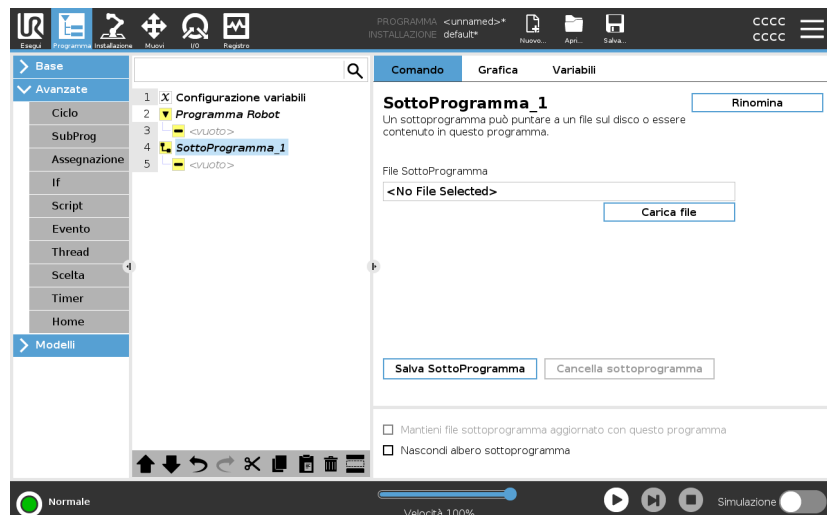 PROGRAMMA <unnamed>*
INSTALLAZIONE default*
CCCC
CCCC
Esegui Programma Installazione Muovi I/O Registro
Nuovo... Apri... Salva...
Base
Avanzate
Ciclo
SubProg
Assegnazione
If
Script
Evento
Thread
Scelta
Timer
Home
Modelli
1 X Configurazione variabili
2 Programma Robot
3 <vuoto>
4 SottoProgramma_1
5 <vuoto>
Comando Grafica Variabili
SottoProgramma_1
Rinomina
Un sottoprogramma può puntare a un file sul disco o essere
contenuto in questo programma.
File SottoProgramma
<No File Selected>
Carica file
Salva SottoProgramma Cancella sottoprogramma
Mantieni file sottoprogramma aggiornato con questo programma
Nascondi albero sottoprogramma
Normale
Velocità 100%
Simulazione